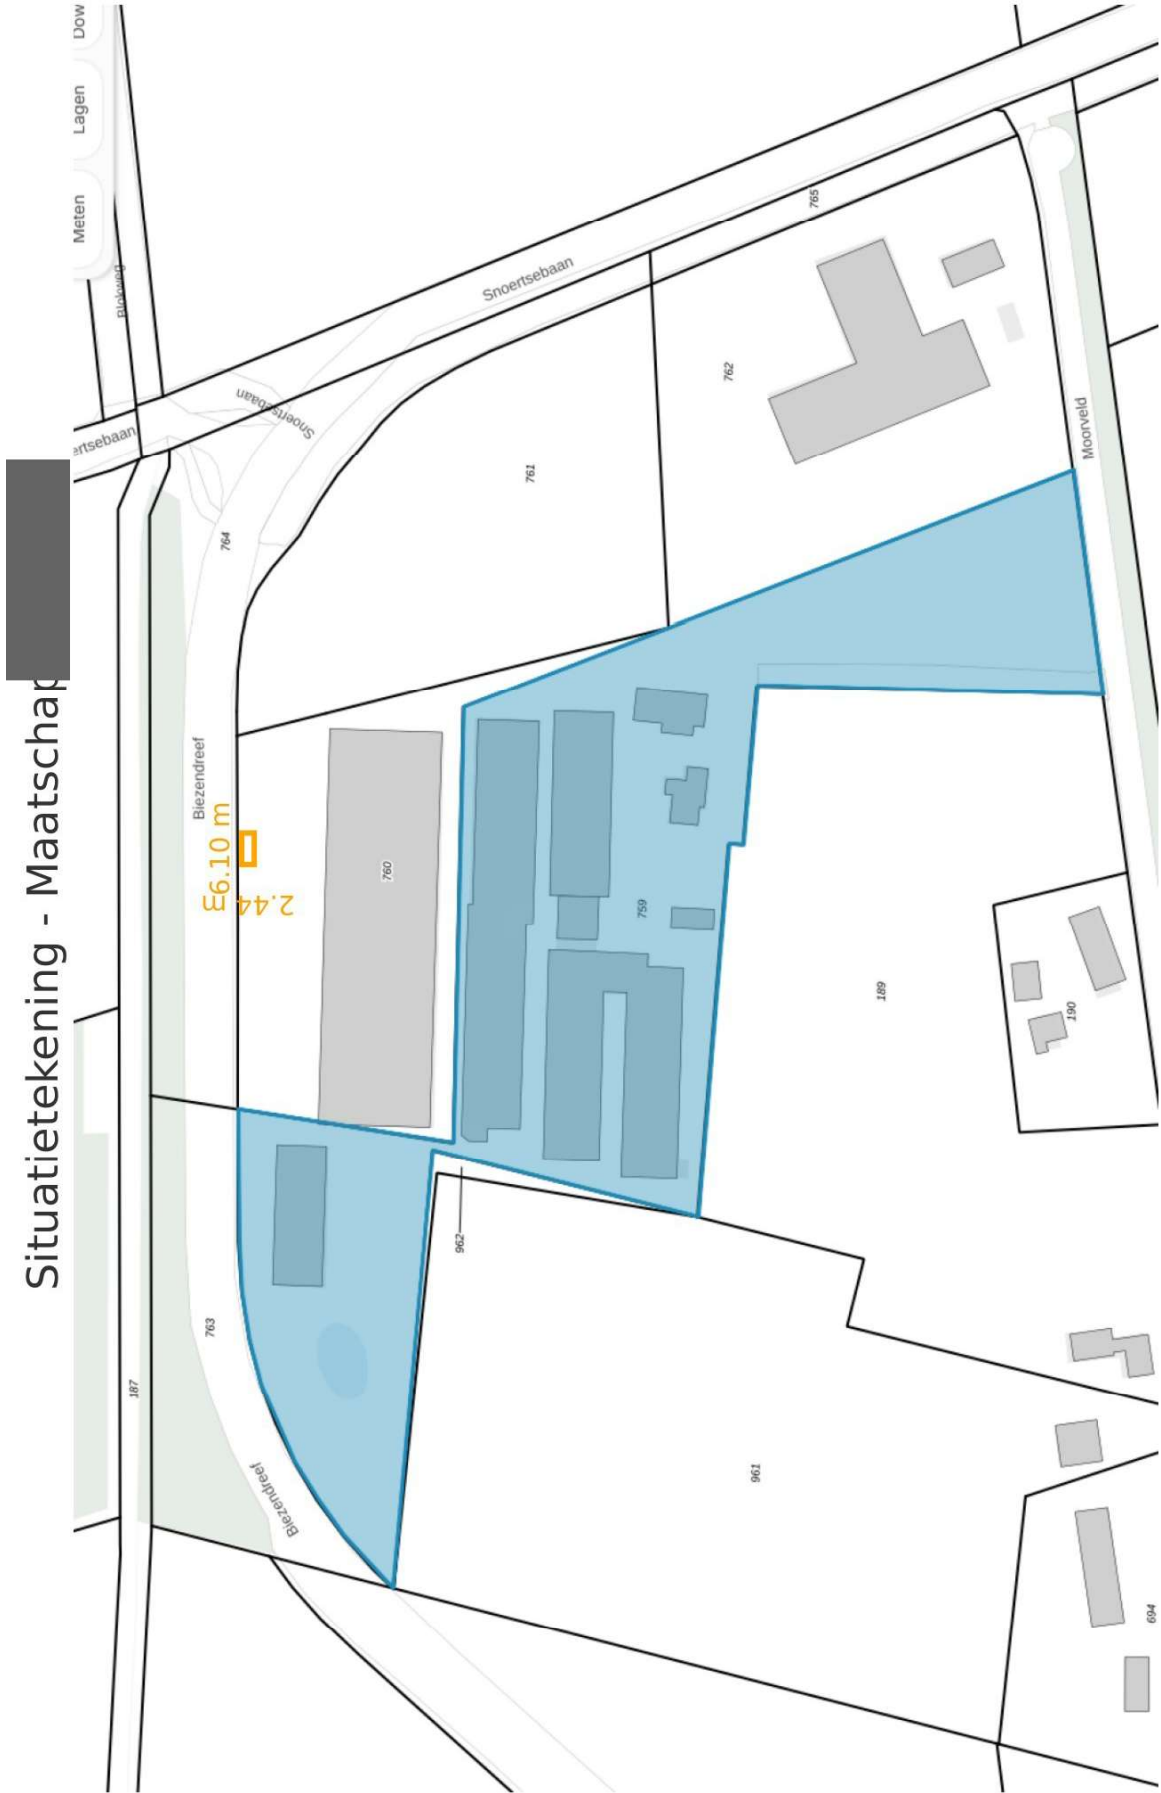 Situatietekening - Maatschap
Meten
Lagen
Dow
Blokweg
ertsebaan
Snoertsebaan
Snoertsebaan
765
762
761
764
Moorveld
Biezendreef
6.10 m
2.44 m
760
759
189
190
962
763
187
Biezendreef
961
694